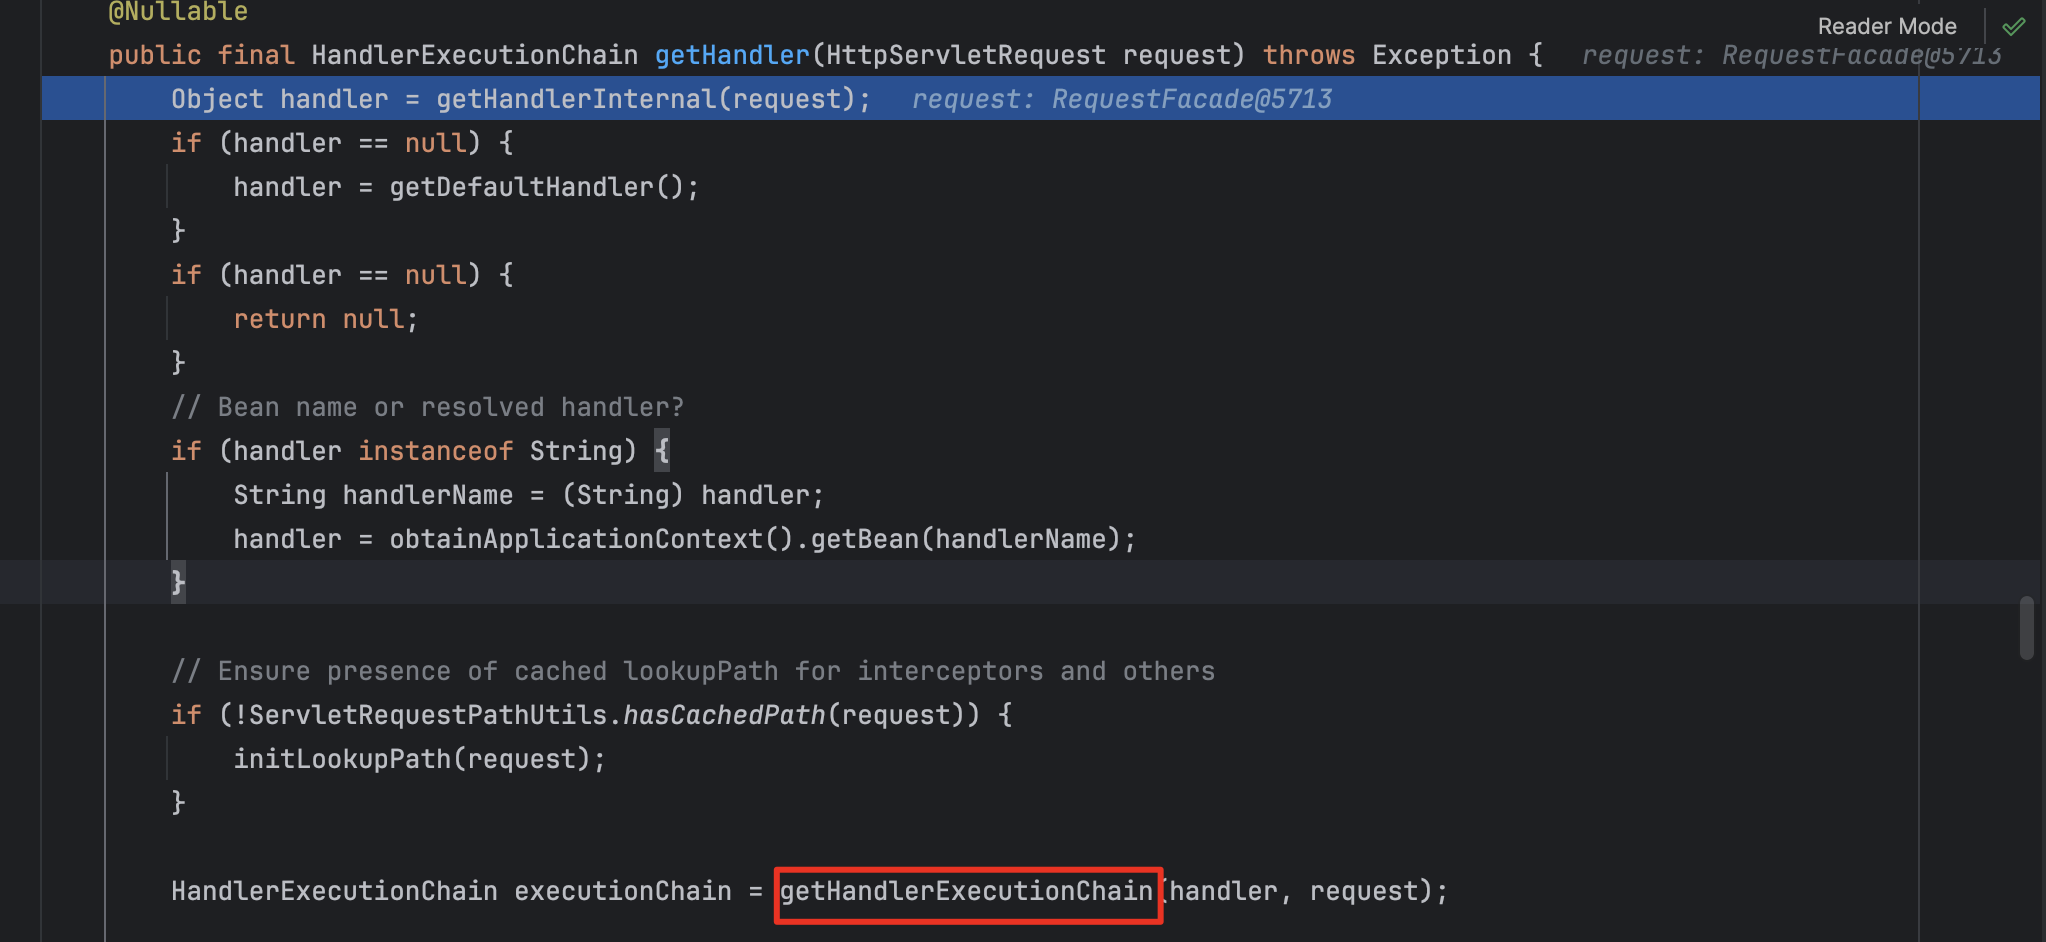 @Nullable
Reader Mode
public final HandlerExecutionChain getHandler(HttpServletRequest request) throws Exception {   request: RequestFacade@5713
    Object handler = getHandlerInternal(request);   request: RequestFacade@5713
    if (handler == null) {
        handler = getDefaultHandler();
    }
    if (handler == null) {
        return null;
    }
    // Bean name or resolved handler?
    if (handler instanceof String) {
        String handlerName = (String) handler;
        handler = obtainApplicationContext().getBean(handlerName);
    }
    // Ensure presence of cached lookupPath for interceptors and others
    if (!ServletRequestPathUtils.hasCachedPath(request)) {
        initLookupPath(request);
    }
    HandlerExecutionChain executionChain = getHandlerExecutionChain(handler, request);